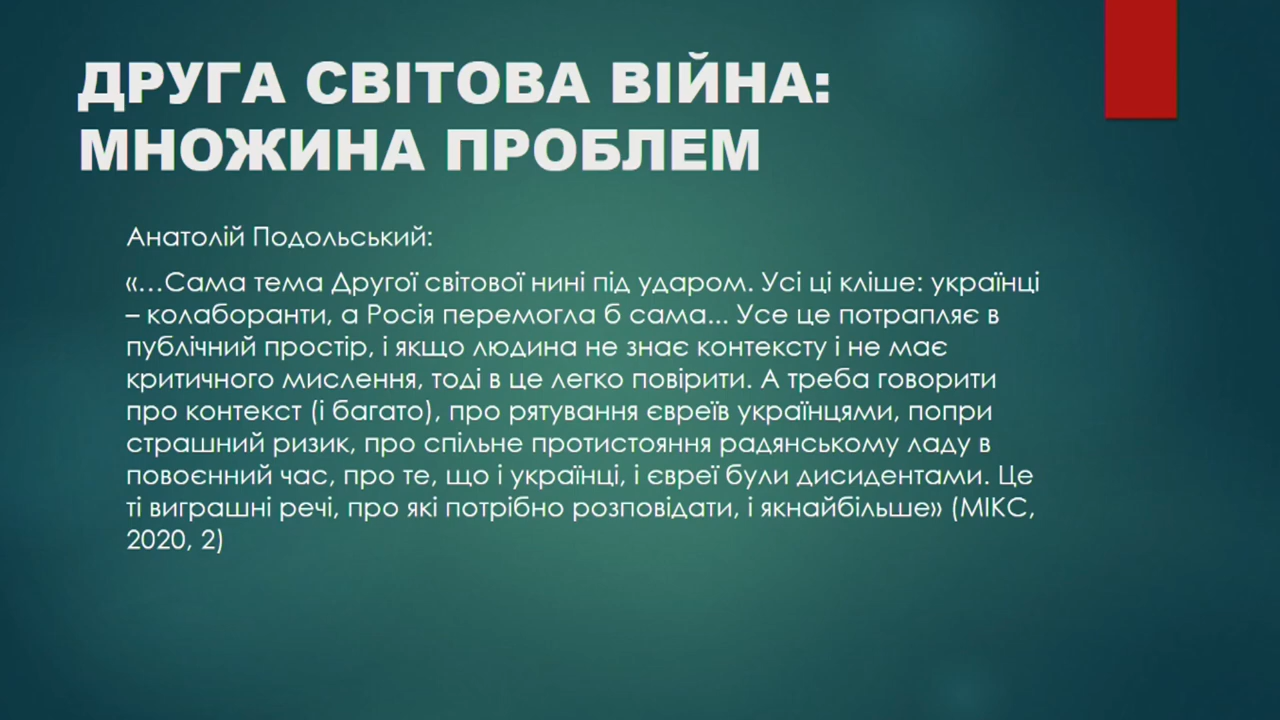 ДРУГА СВІТОВА ВІЙНА:
МНОЖИНА ПРОБЛЕМ
Анатолій Подольський:
«…Сама тема Другої світової нині під ударом. Усі ці кліше: українці
– колаборанти, а Росія перемогла б сама... Усе це потрапляє в
публічний простір, і якщо людина не знає контексту і не має
критичного мислення, тоді в це легко повірити. А треба говорити
про контекст (і багато), про рятування євреїв українцями, попри
страшний ризик, про спільне протистояння радянському ладу в
повоєнний час, про те, що і українці, і євреї були дисидентами. Це
ті виграшні речі, про які потрібно розповідати, і якнайбільше» (МІКС,
2020, 2)